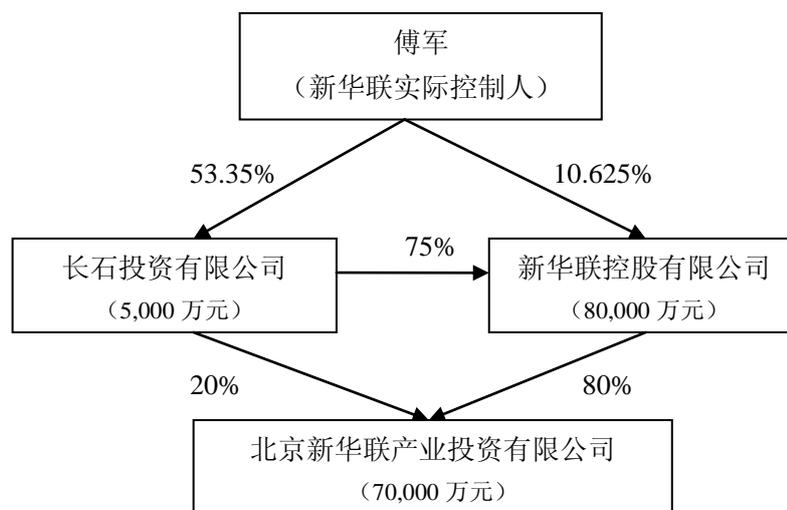 傅军
（新华联实际控制人）
53.35%
10.625%
长石投资有限公司
（5,000 万元）
75%
新华联控股有限公司
（80,000 万元）
20%
80%
北京新华联产业投资有限公司
（70,000 万元）